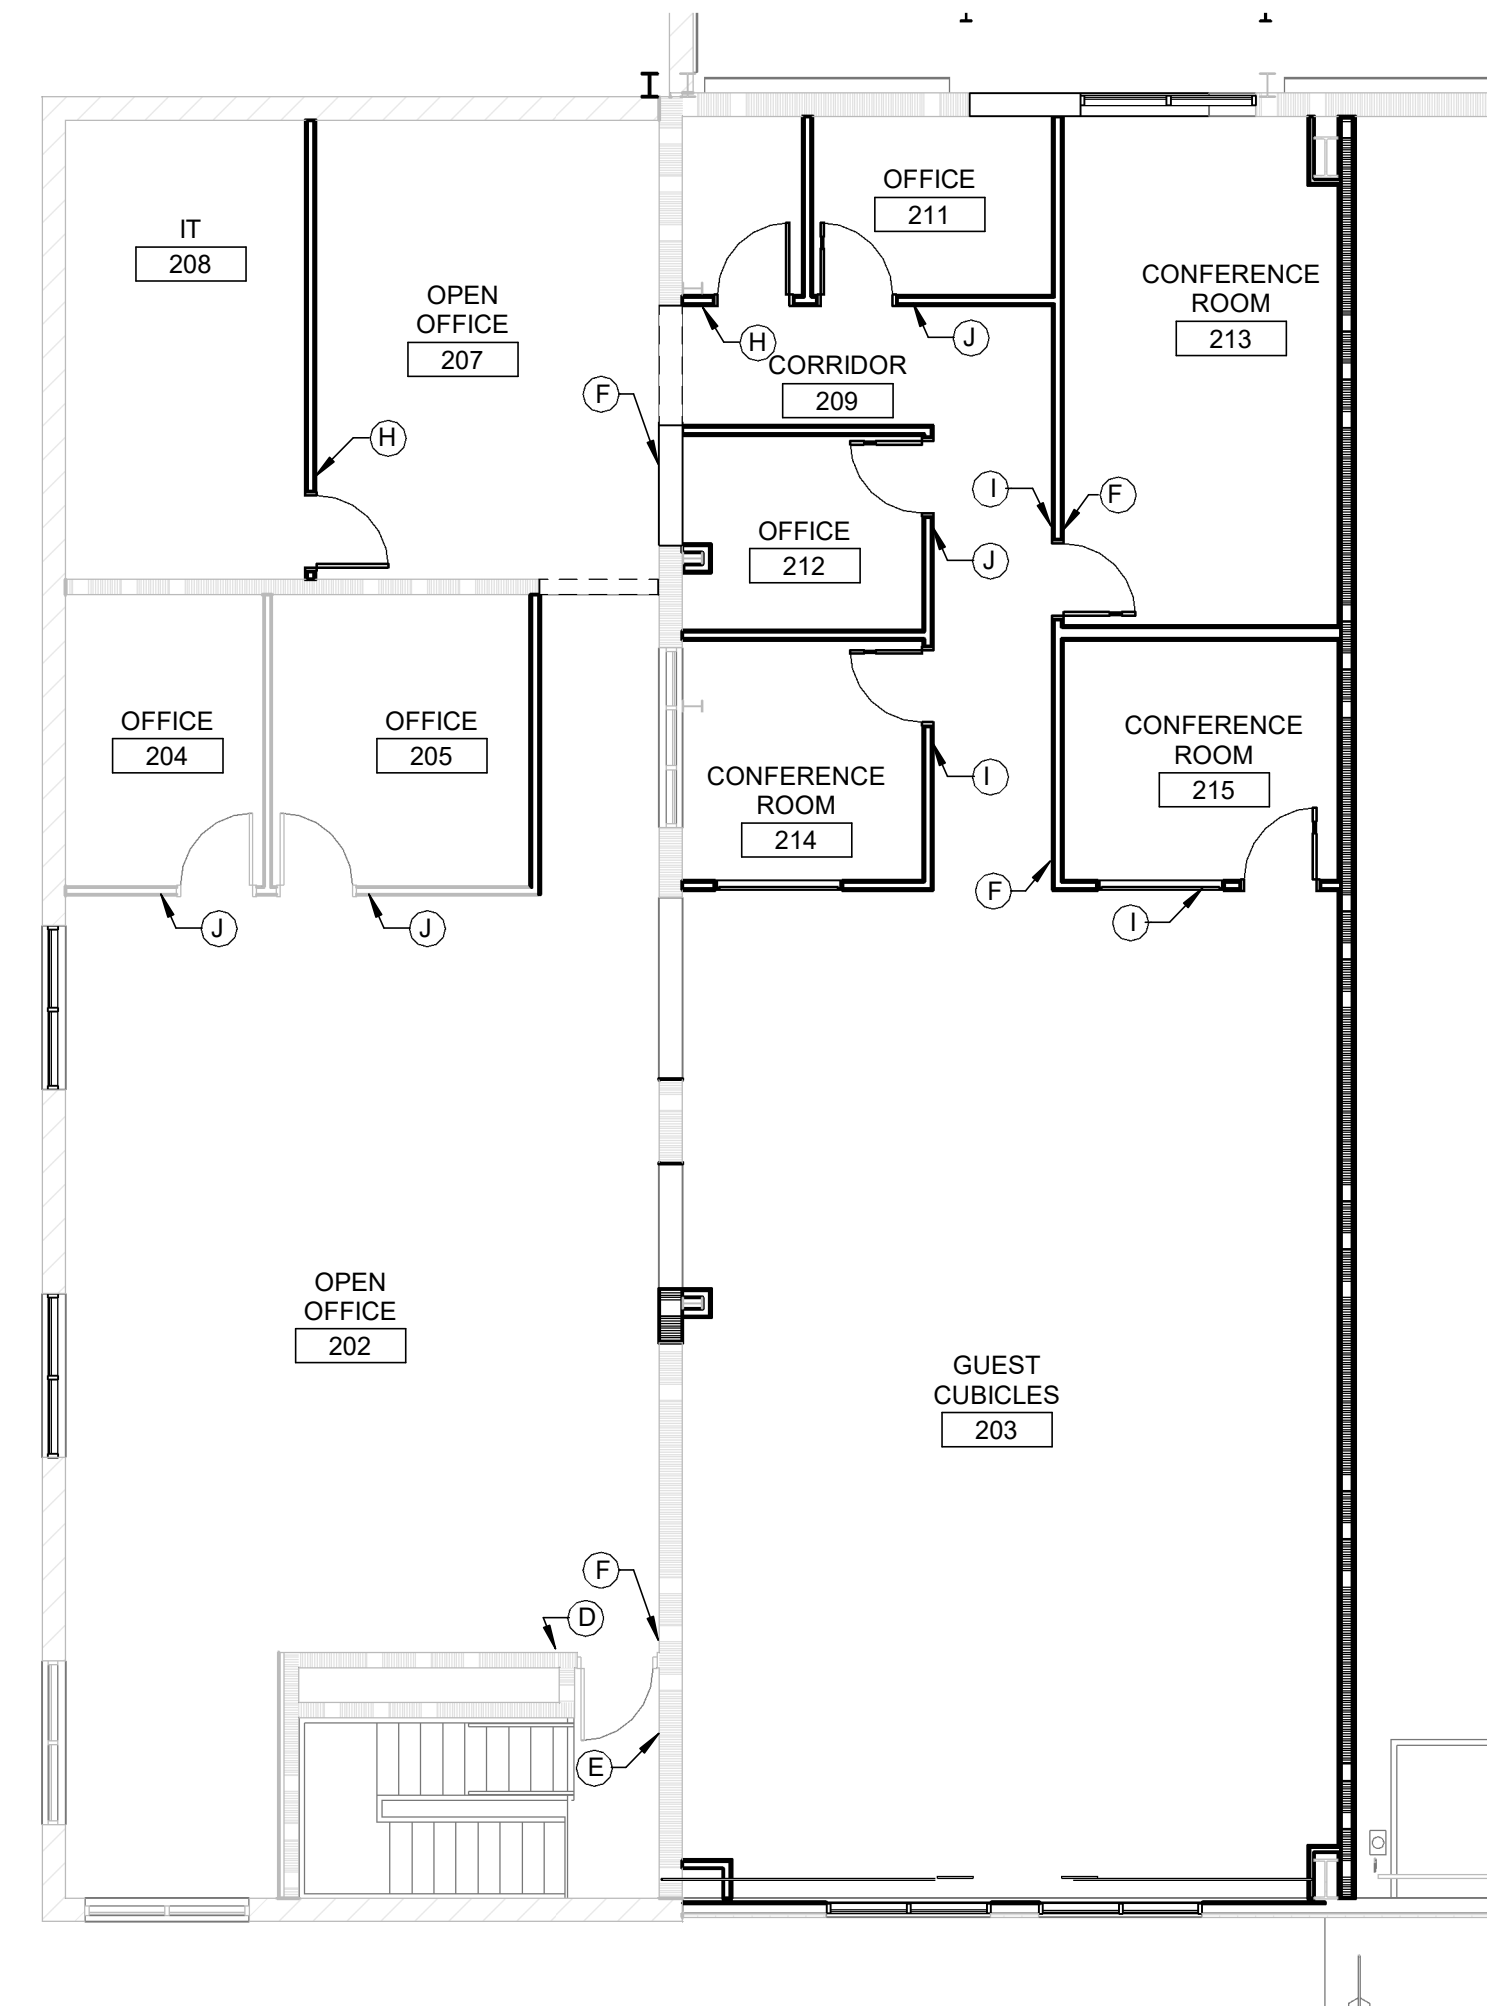 OFFICE
211
IT
208
CONFERENCE
ROOM
213
OPEN
OFFICE
207
H
J
CORRIDOR
209
F
H
I
F
OFFICE
212
J
OFFICE
204
OFFICE
205
CONFERENCE
ROOM
215
CONFERENCE
ROOM
214
I
F
I
J
J
OPEN
OFFICE
202
GUEST
CUBICLES
203
F
D
E